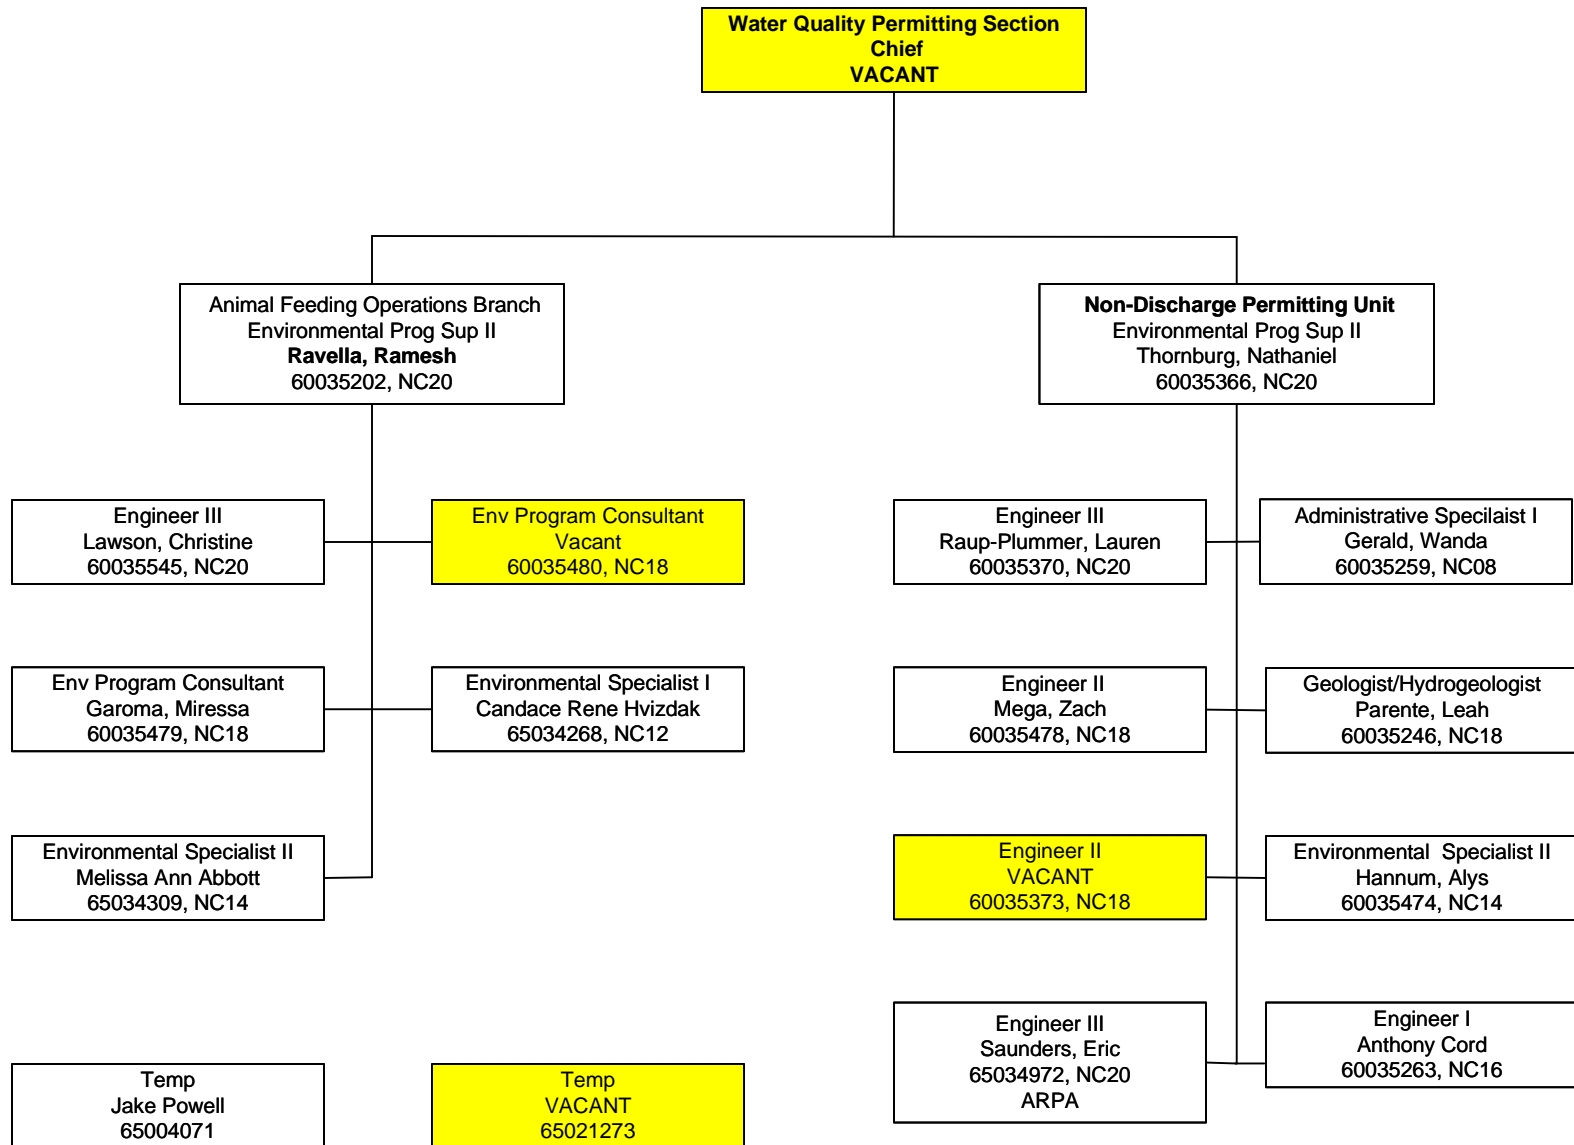 Water Quality Permitting Section
Chief
VACANT
Animal Feeding Operations Branch
Environmental Prog Sup II
Ravella, Ramesh
60035202, NC20
Non-Discharge Permitting Unit
Environmental Prog Sup II
Thornburg, Nathaniel
60035366, NC20
Engineer III
Lawson, Christine
60035545, NC20
Env Program Consultant
Vacant
60035480, NC18
Engineer III
Raup-Plummer, Lauren
60035370, NC20
Administrative Specilaist I
Gerald, Wanda
60035259, NC08
Env Program Consultant
Garoma, Miressa
60035479, NC18
Environmental Specialist I
Candace Rene Hvizdak
65034268, NC12
Engineer II
Mega, Zach
60035478, NC18
Geologist/Hydrogeologist
Parente, Leah
60035246, NC18
Environmental Specialist II
Melissa Ann Abbott
65034309, NC14
Engineer II
VACANT
60035373, NC18
Environmental Specialist II
Hannum, Alys
60035474, NC14
Temp
Jake Powell
65004071
Temp
VACANT
65021273
Engineer III
Saunders, Eric
65034972, NC20
ARPA
Engineer I
Anthony Cord
60035263, NC16